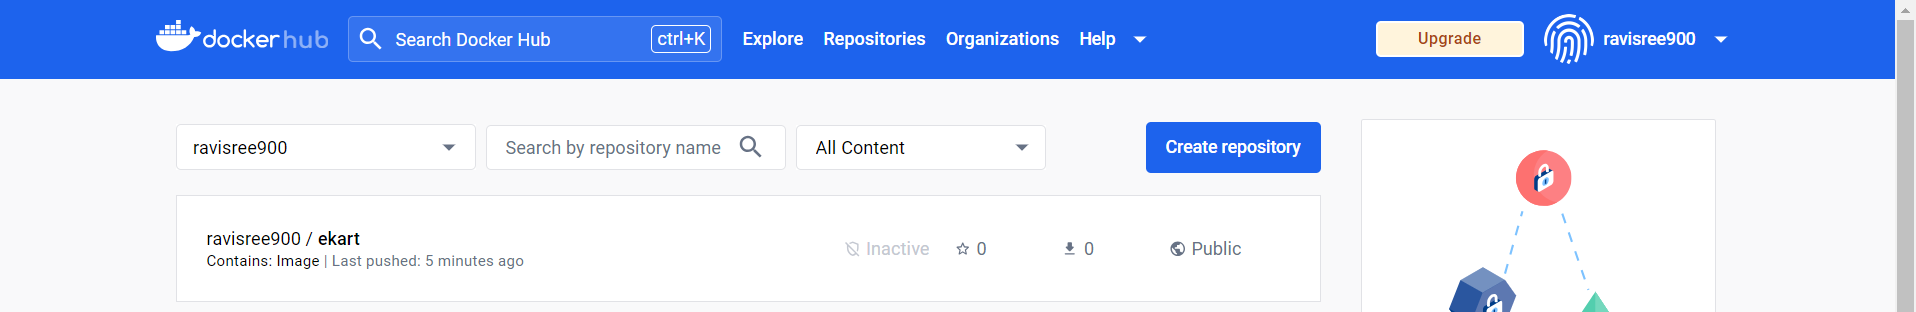 docker hub
Search Docker Hub ctrl+K
Explore Repositories Organizations Help
Upgrade
ravisree900
ravisree900
Search by repository name
All Content
Create repository
ravisree900 / ekart
Contains: Image | Last pushed: 5 minutes ago
Inactive 0 0 Public